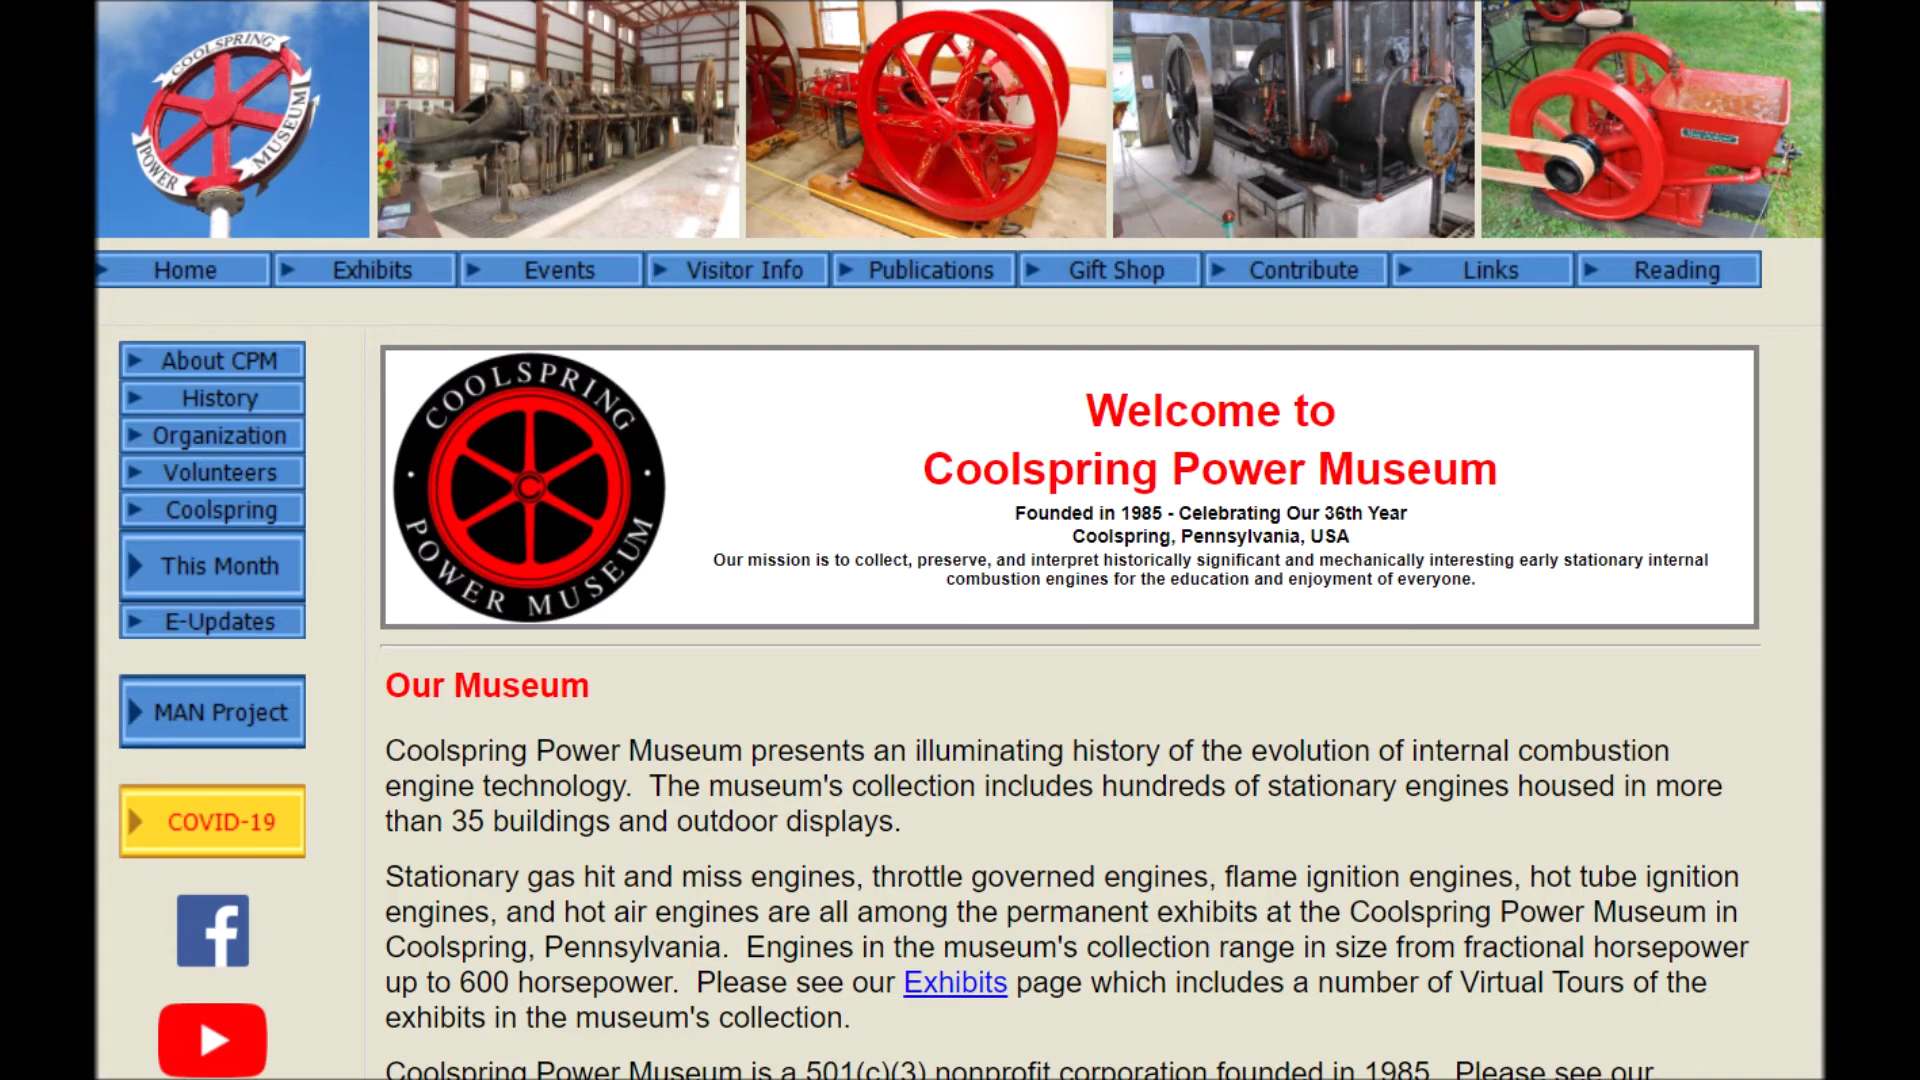 COOLSPRING
POWER
MUSEUM
Home
Exhibits
Events
Visitor Info
Publications
Gift Shop
Contribute
Links
Reading
About CPM
History
Organization
Volunteers
Coolspring
This Month
E-Updates
MAN Project
COVID-19
COOLSPRING
POWER MUSEUM
Welcome to
Coolspring Power Museum
Founded in 1985 - Celebrating Our 36th Year
Coolspring, Pennsylvania, USA
Our mission is to collect, preserve, and interpret historically significant and mechanically interesting early stationary internal
combustion engines for the education and enjoyment of everyone.
Our Museum
Coolspring Power Museum presents an illuminating history of the evolution of internal combustion
engine technology.  The museum's collection includes hundreds of stationary engines housed in more
than 35 buildings and outdoor displays.
Stationary gas hit and miss engines, throttle governed engines, flame ignition engines, hot tube ignition
engines, and hot air engines are all among the permanent exhibits at the Coolspring Power Museum in
Coolspring, Pennsylvania.  Engines in the museum's collection range in size from fractional horsepower
up to 600 horsepower.  Please see our Exhibits page which includes a number of Virtual Tours of the
exhibits in the museum's collection.
Coolspring Power Museum is a 501(c)(3) nonprofit corporation founded in 1985.  Please see our